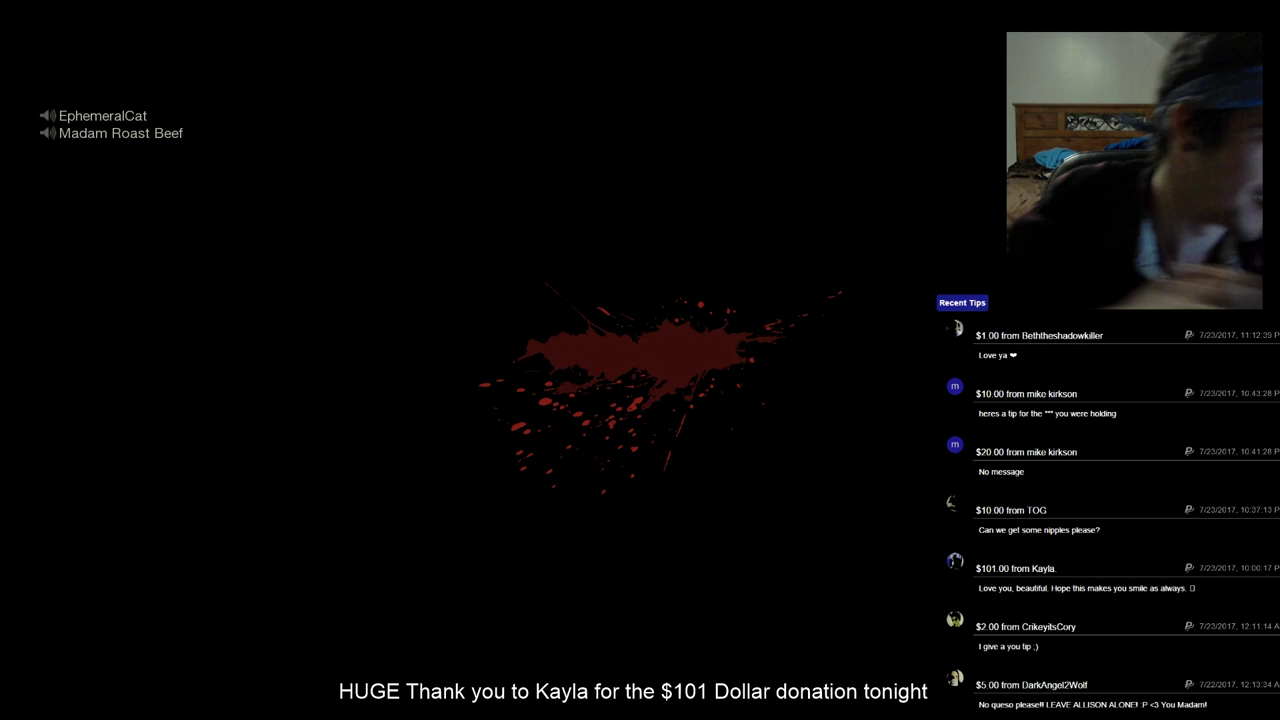 EphemeralCat
Madam Roast Beef
Recent Tips
$1.00 from Beththeshadowkiller 7/23/2017, 11:12:39 P
Love ya ❤
m
$10.00 from mike kirkson 7/23/2017, 10:43:28 P
heres a tip for the *** you were holding
m
$20.00 from mike kirkson 7/23/2017, 10:41:28 P
No message
$10.00 from TOG 7/23/2017, 10:37:13 P
Can we get some nipples please?
$101.00 from Kayla. 7/23/2017, 10:00:17 P
Love you, beautiful. Hope this makes you smile as always.
$2.00 from CrikeyitsCory 7/23/2017, 12:11:14 A
I give a you tip ;)
$5.00 from DarkAngel2Wolf 7/22/2017, 12:13:34 A
No queso please!! LEAVE ALLISON ALONE! :P <3 You Madam!
HUGE Thank you to Kayla for the $101 Dollar donation tonight